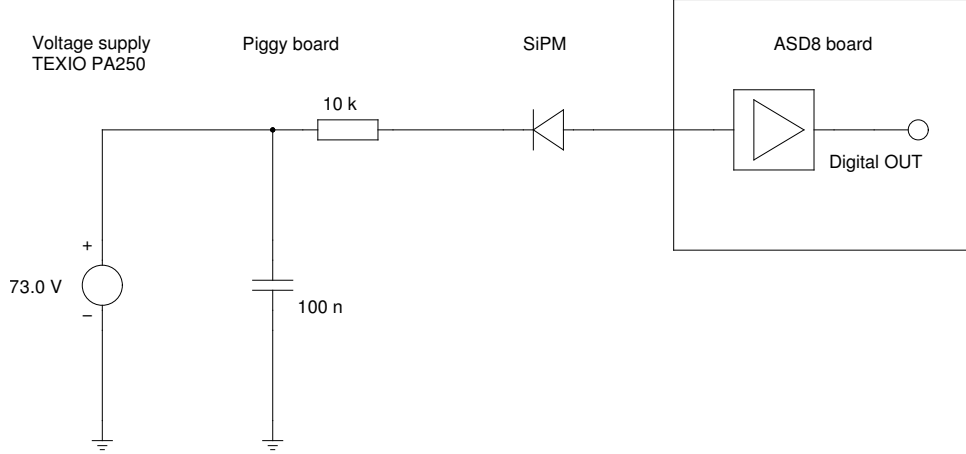 Voltage supply
TEXIO PA250
Piggy board
SiPM
ASD8 board
10 k
Digital OUT
+
73.0 V
−
100 n